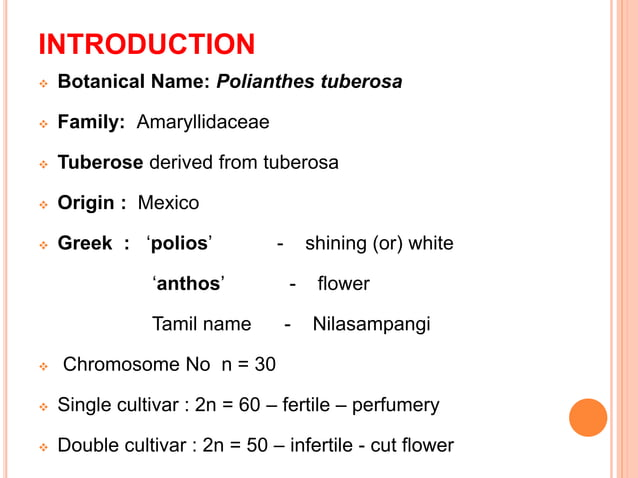 INTRODUCTION
Botanical Name: Polianthes tuberosa
Family: Amaryllidaceae
Tuberose derived from tuberosa
Origin : Mexico
Greek : ‘polios’ - shining (or) white
‘anthos’ - flower
Tamil name - Nilasampangi
Chromosome No n = 30
Single cultivar : 2n = 60 – fertile – perfumery
Double cultivar : 2n = 50 – infertile - cut flower